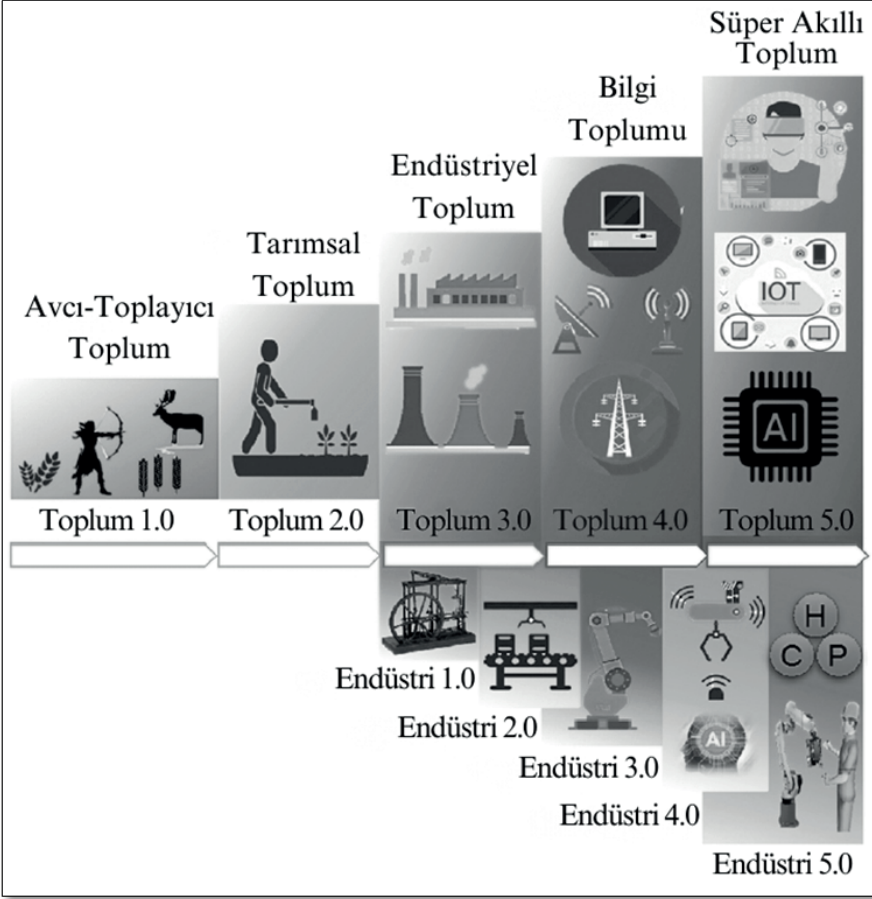 Süper Akıllı
Toplum
Bilgi
Toplumu
Endüstriyel
Toplum
Tarımsal
Toplum
Avcı-Toplayıcı
Toplum
IOT
AI
Toplum 1.0
Toplum 2.0
Toplum 3.0
Toplum 4.0
Toplum 5.0
H
C
P
Endüstri 1.0
Endüstri 2.0
AI
Endüstri 3.0
Endüstri 4.0
Endüstri 5.0